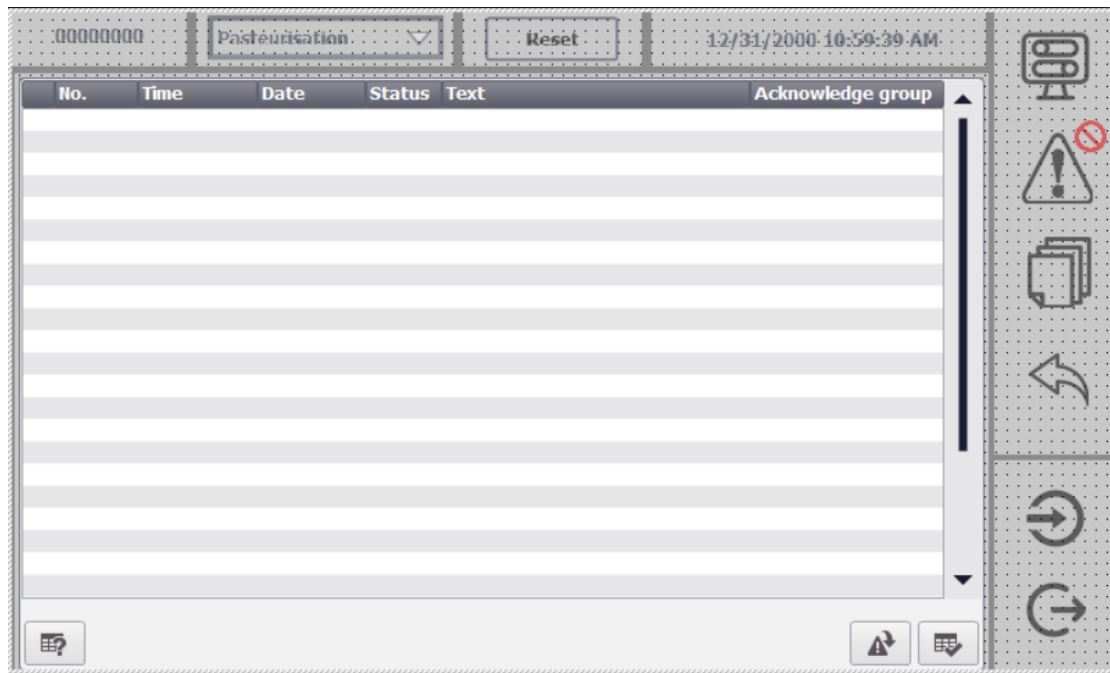 00000000 Pasteurisation Reset 12/31/2000 10:59:39 AM
No. Time Date Status Text Acknowledge group